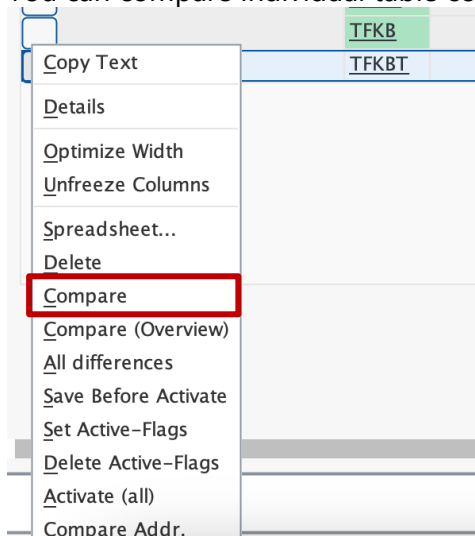 You can compare individual table co
TFKB
Copy Text
TFKBT
Details
Optimize Width
Unfreeze Columns
Spreadsheet...
Delete
Compare
Compare (Overview)
All differences
Save Before Activate
Set Active-Flags
Delete Active-Flags
Activate (all)
Compare Addr.